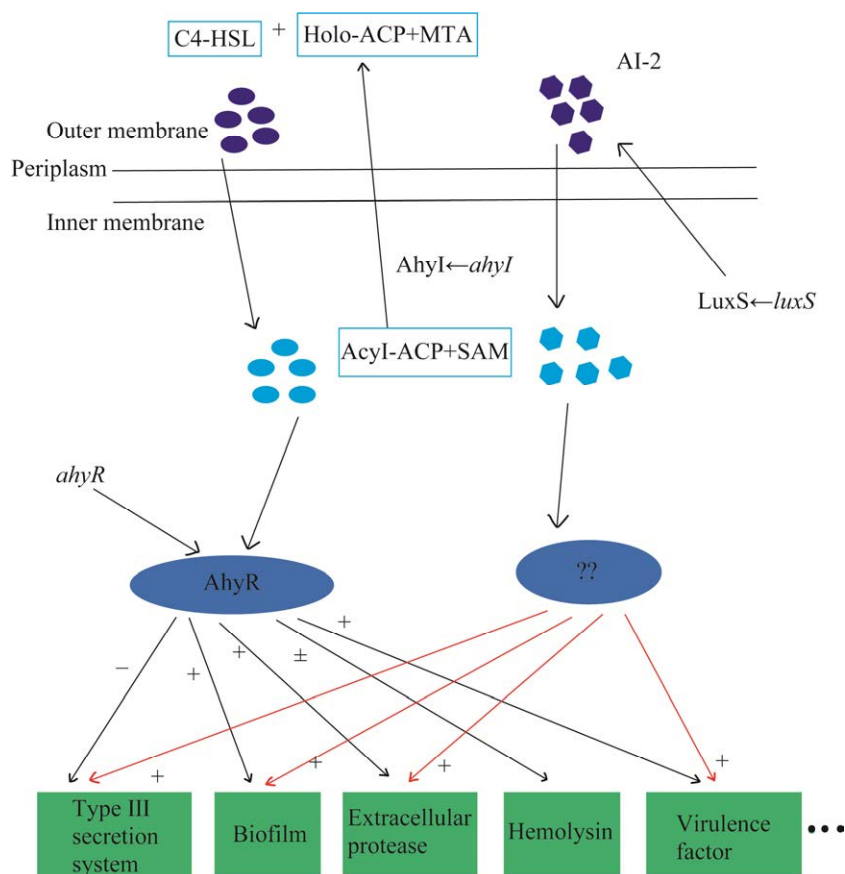 C4-HSL + Holo-ACP+MTA
AI-2
Outer membrane
Periplasm
Inner membrane
AhyI←ahyI
LuxS←luxS
AcyI-ACP+SAM
ahyR
AhyR
??
− + + ± +
+ + + +
Type III
secretion
system
Biofilm
Extracellular
protease
Hemolysin
Virulence
factor
•••